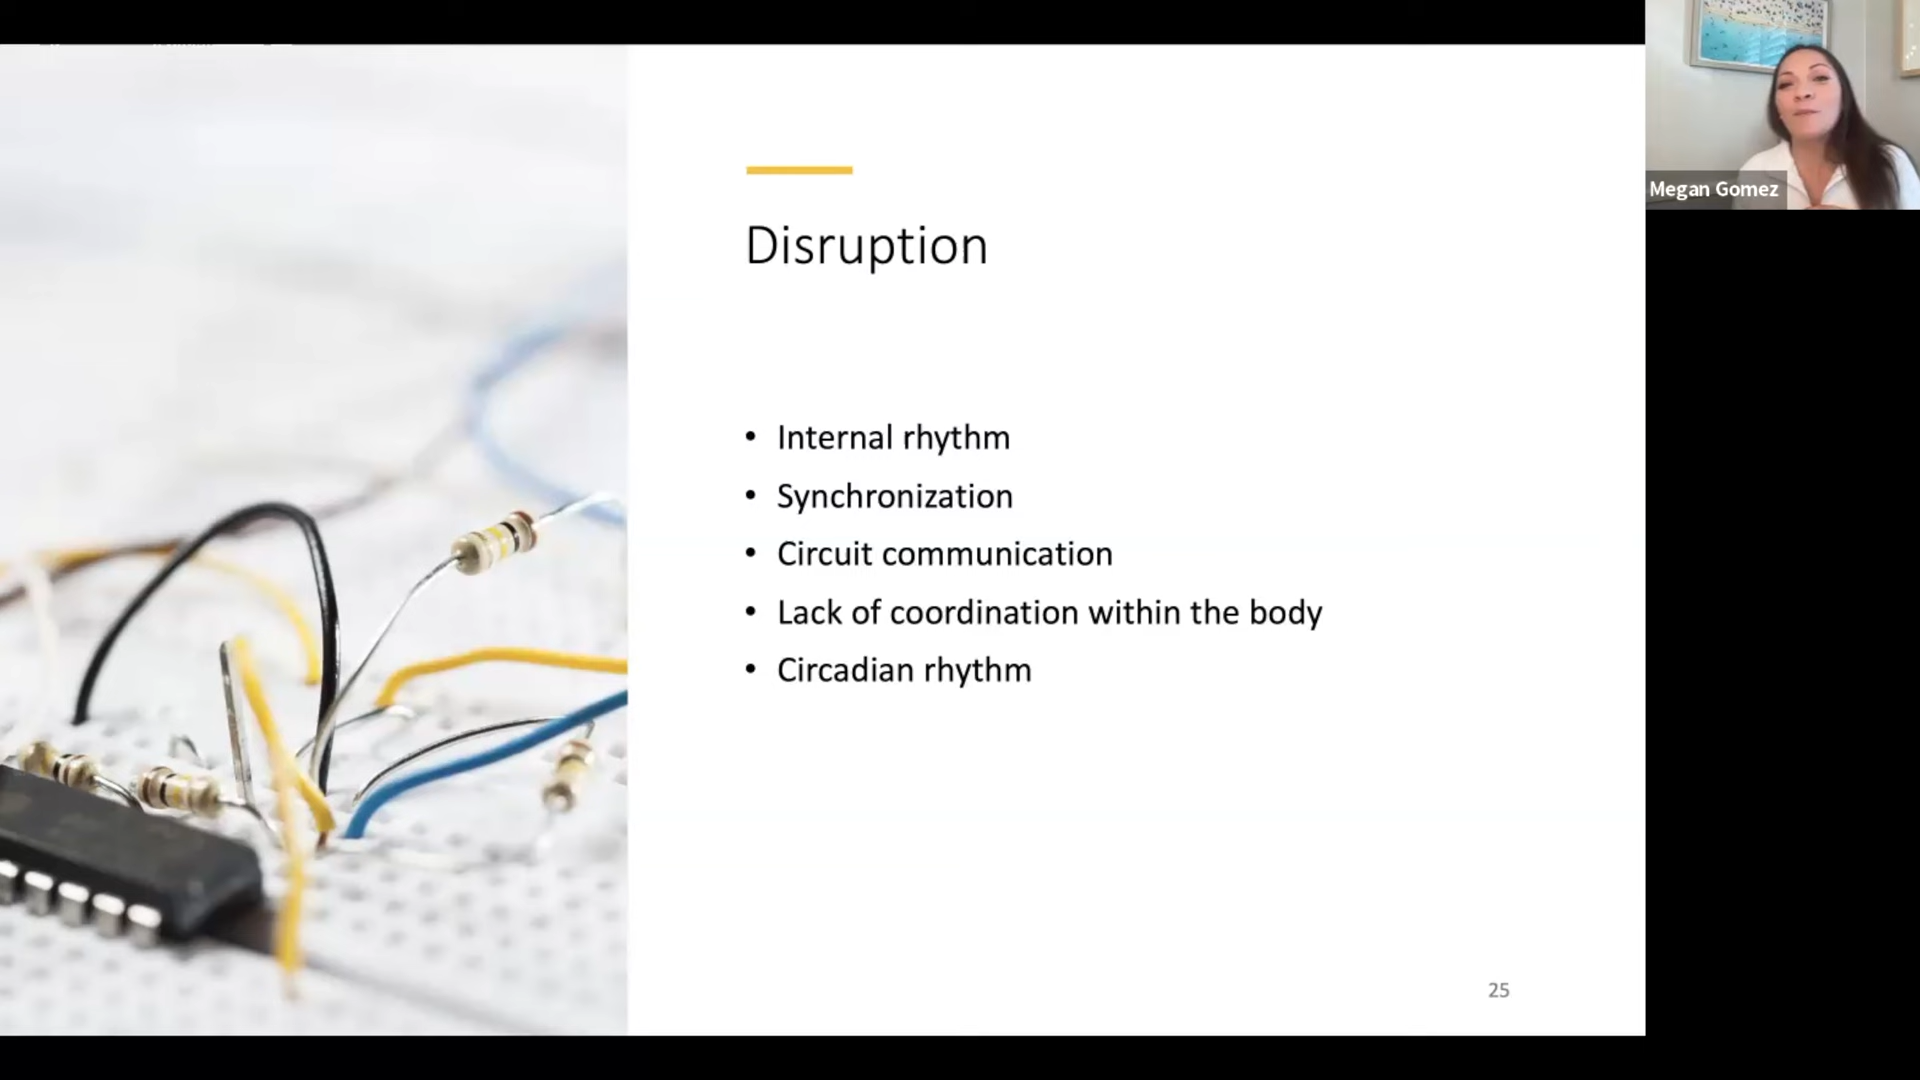 Disruption
• Internal rhythm
• Synchronization
• Circuit communication
• Lack of coordination within the body
• Circadian rhythm
25
Megan Gomez